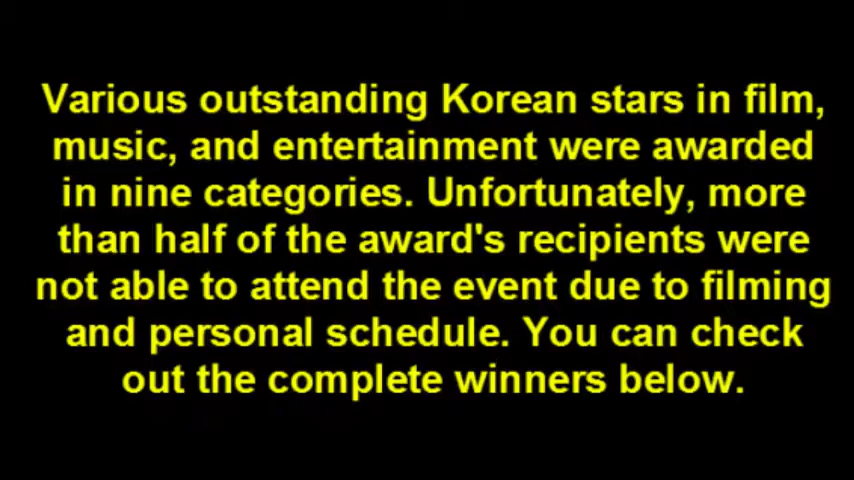 Various outstanding Korean stars in film,
music, and entertainment were awarded
in nine categories. Unfortunately, more
than half of the award's recipients were
not able to attend the event due to filming
and personal schedule. You can check
out the complete winners below.